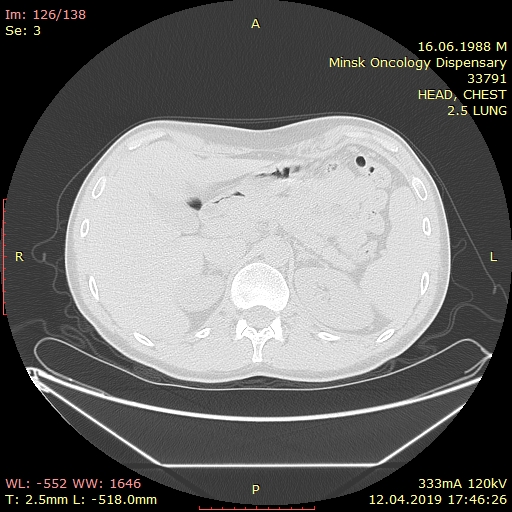 Im: 126/138
Se: 3
A
16.06.1988 M
Minsk Oncology Dispensary
33791
HEAD, CHEST
2.5 LUNG
R
L
WL: -552 WW: 1646
T: 2.5mm L: -518.0mm
P
333mA 120kV
12.04.2019 17:46:26